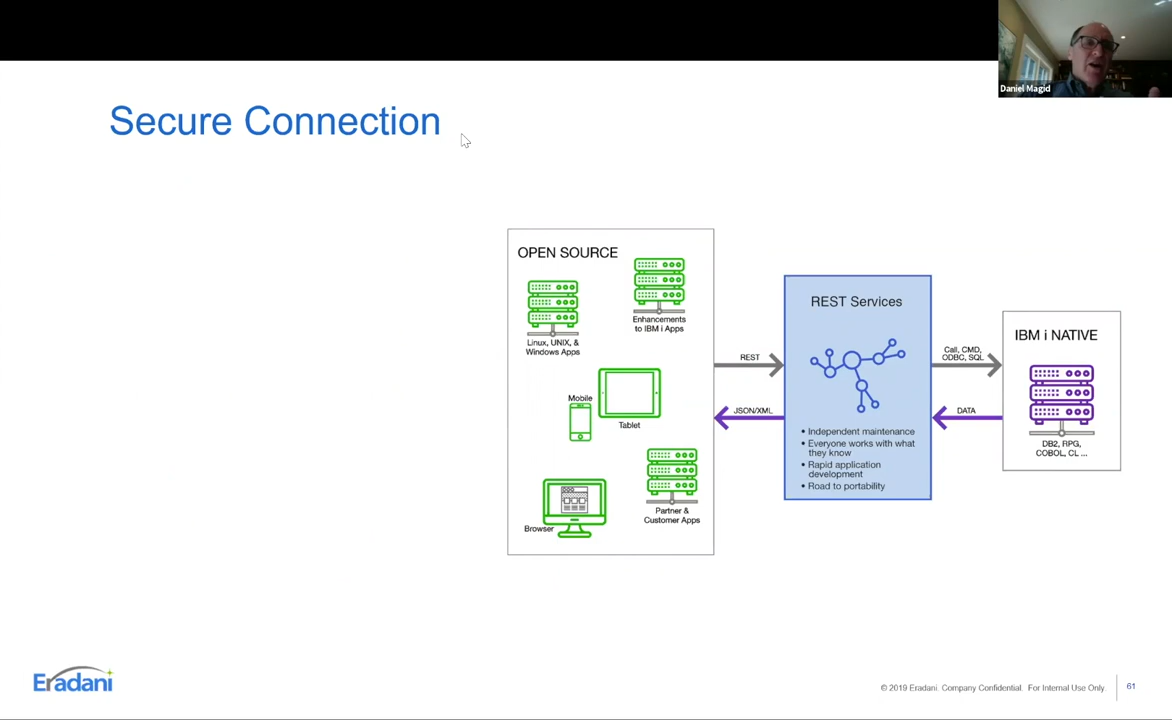 Daniel Magid
Secure Connection
OPEN SOURCE
Linux, UNIX, &
Windows Apps
Enhancements
to IBM i Apps
Mobile
Tablet
Browser
Partner &
Customer Apps
REST
JSON/XML
REST Services
• Independent maintenance
• Everyone works with what
they know
• Rapid application
development
• Road to portability
Call, CMD,
ODBC, SQL
DATA
IBM i NATIVE
DB2, RPG,
COBOL, CL ...
Eradani
© 2019 Eradani. Company Confidential. For Internal Use Only.
61